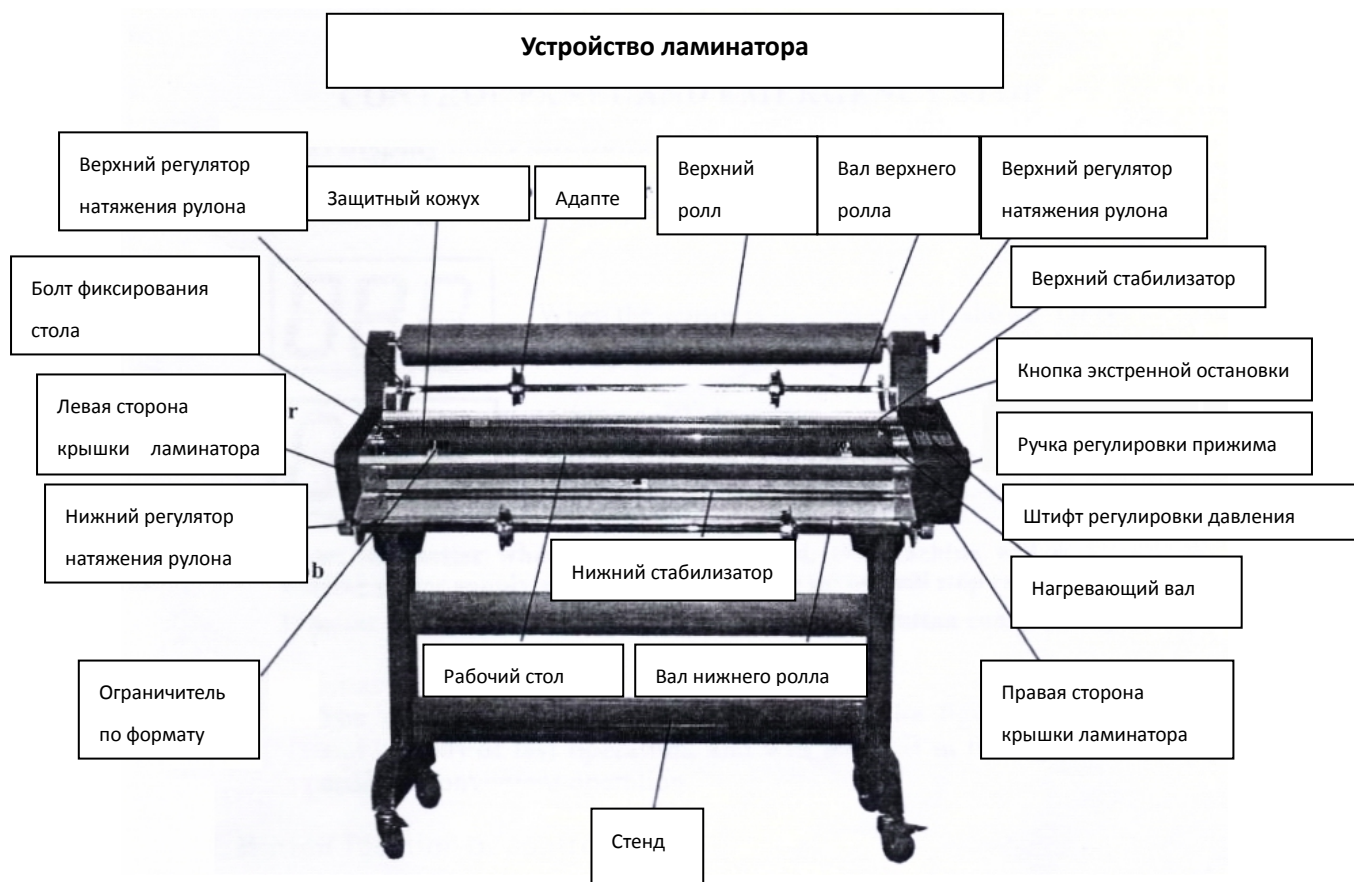 Устройство ламинатора
Верхний регулятор
натяжения рулона
Защитный кожух
Адапте
Верхний
ролл
Вал верхнего
ролла
Верхний регулятор
натяжения рулона
Болт фиксирования
стола
Верхний стабилизатор
Левая сторона
крышки ламинатора
r
Кнопка экстренной остановки
Ручка регулировки прижима
Нижний регулятор
натяжения рулона
ob
Штифт регулировки давления
Нижний стабилизатор
Нагревающий вал
Ограничитель
по формату
Рабочий стол
Вал нижнего ролла
Правая сторона
крышки ламинатора
Стенд